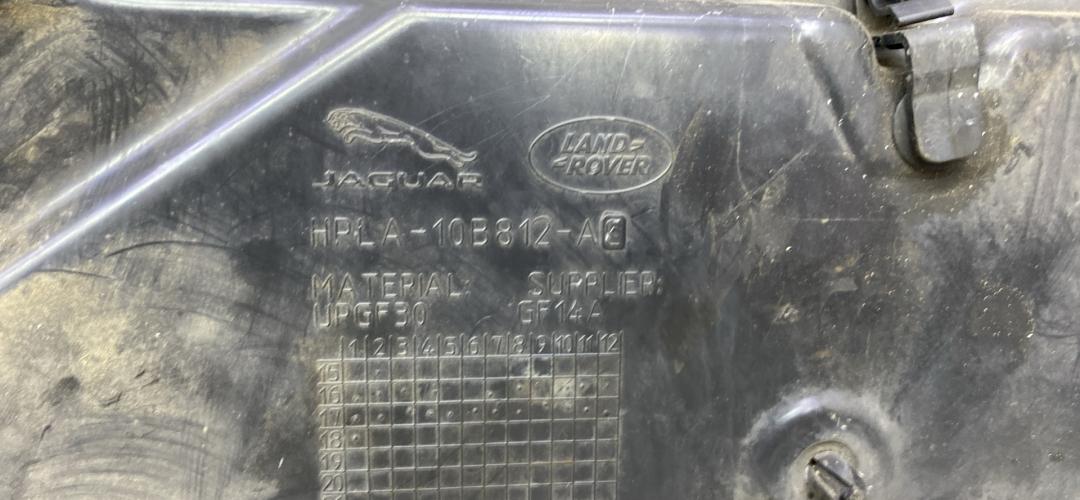 JAGUAR
LAND-
-ROVER
HPLA-10B812-AC
MATERIAL: SUPPLIER:
UPGF30 GF14A
1 2 3 4 5 6 7 8 9 10 11 12
15
16
17
18
19
20